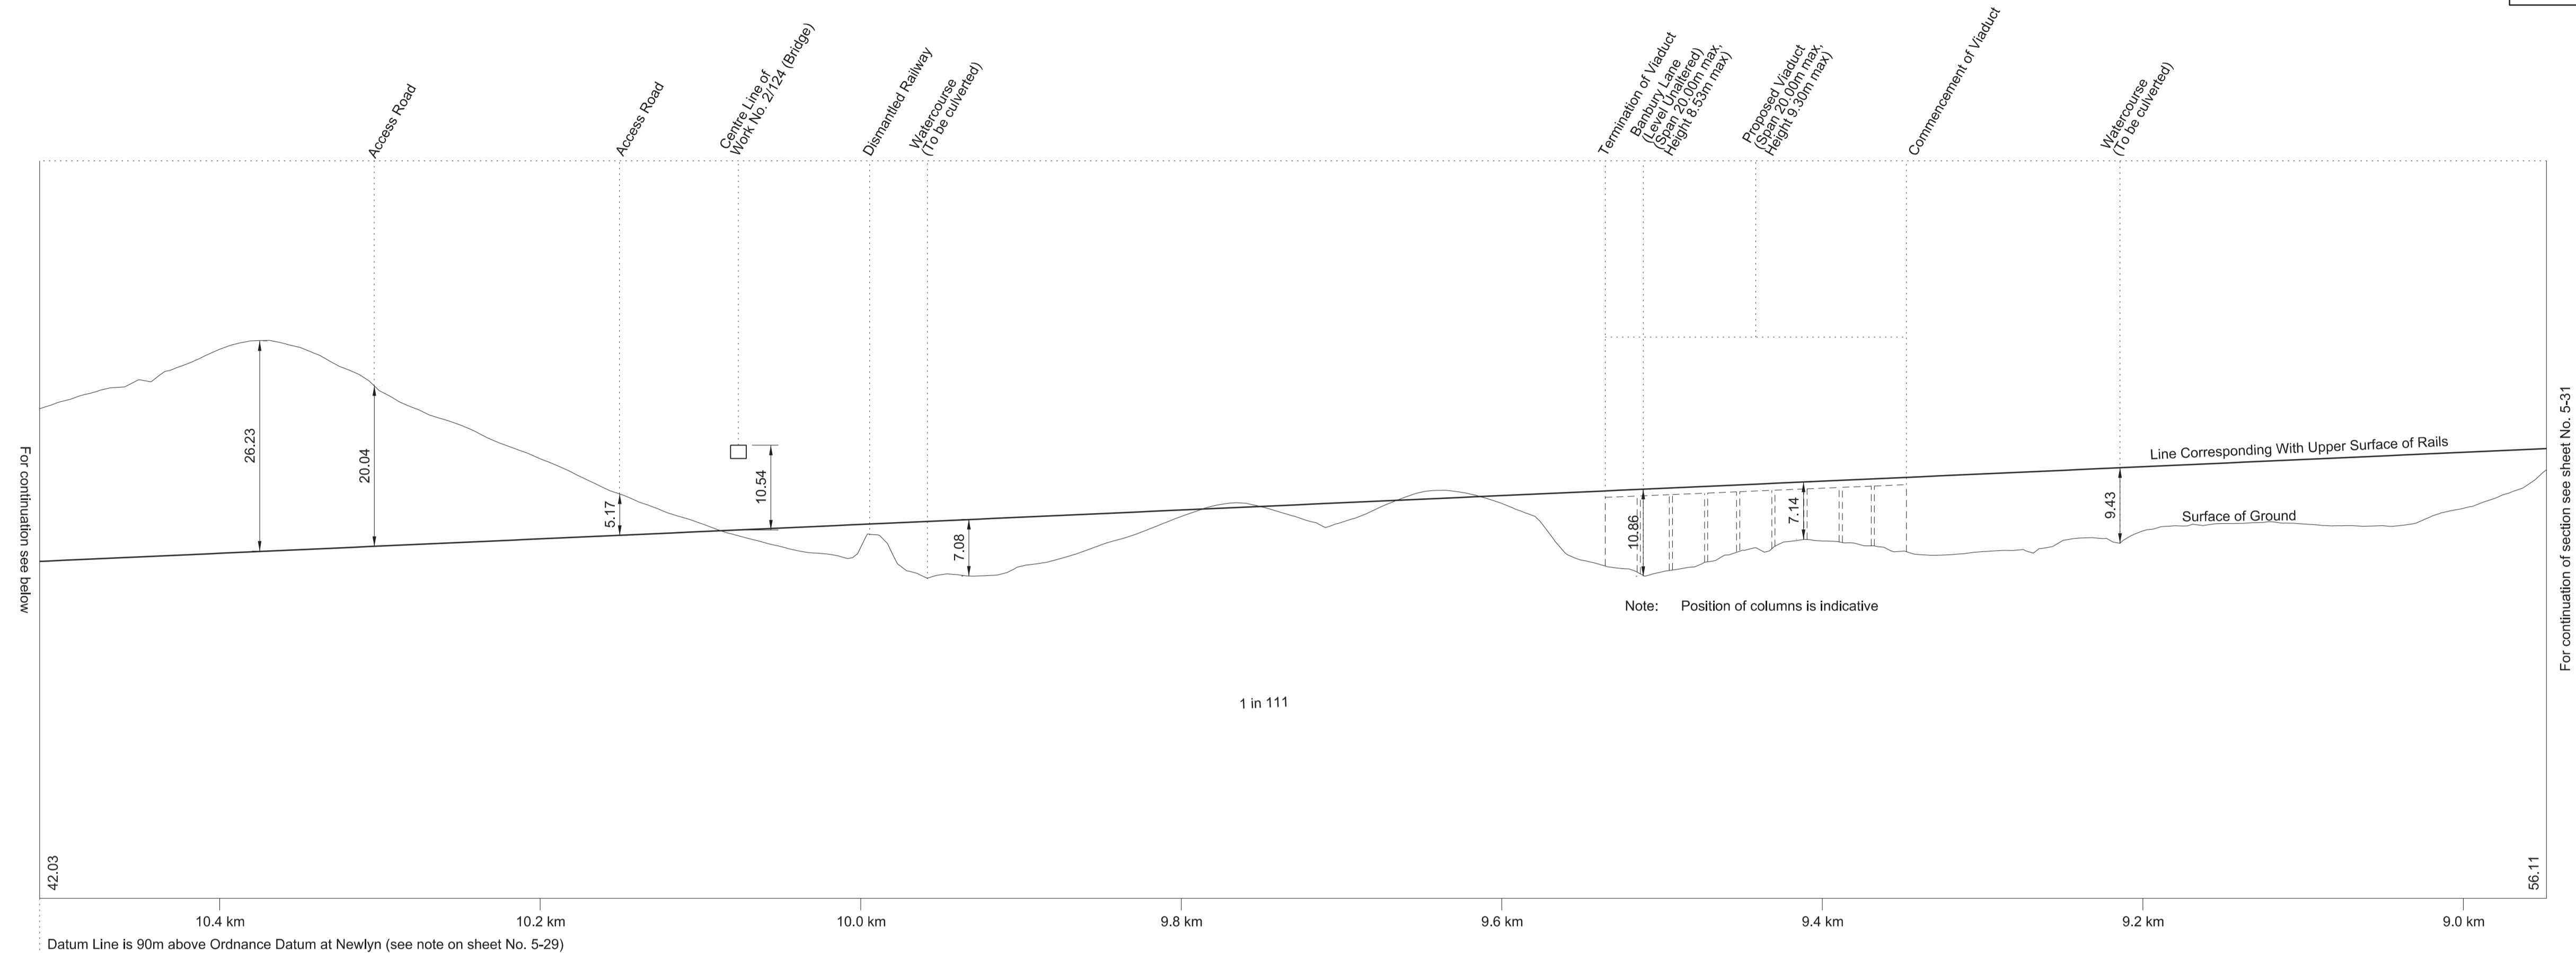 Access Road
Access Road
Centre Line of
Work No. 2/124 (Bridge)
Dismantled Railway
Watercourse
(To be culverted)
Termination of Viaduct
Banbury Lane
(Level Unaltered)
(Span 20.00m max,
Height 8.53m max)
Proposed Viaduct
(Span 20.00m max,
Height 9.30m max)
Commencement of Viaduct
Watercourse
(To be culverted)
For continuation see below
26.23
20.04
5.17
10.54
7.08
10.86
7.14
9.43
Line Corresponding With Upper Surface of Rails
Surface of Ground
For continuation of section see sheet No. 5-31
Note: Position of columns is indicative
1 in 111
42.03
56.11
10.4 km
10.2 km
10.0 km
9.8 km
9.6 km
9.4 km
9.2 km
9.0 km
Datum Line is 90m above Ordnance Datum at Newlyn (see note on sheet No. 5-29)